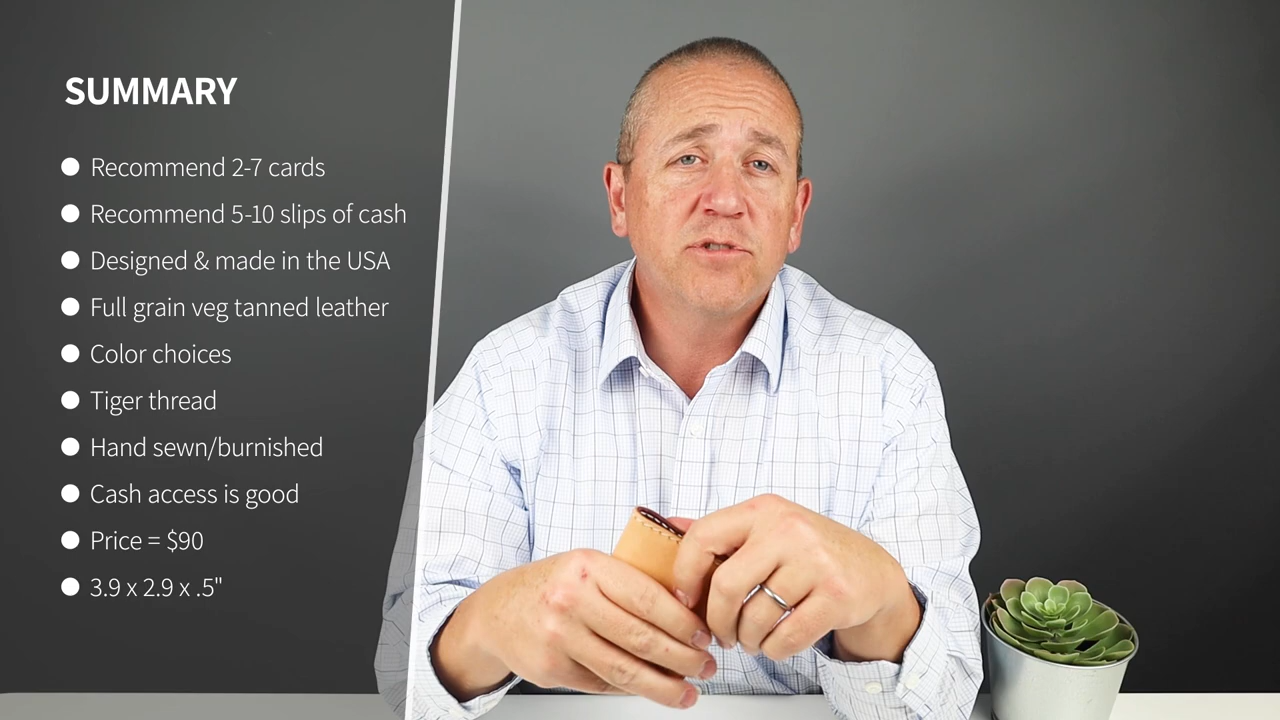 SUMMARY
Recommend 2-7 cards
Recommend 5-10 slips of cash
Designed & made in the USA
Full grain veg tanned leather
Color choices
Tiger thread
Hand sewn/burnished
Cash access is good
Price = $90
3.9 x 2.9 x .5"